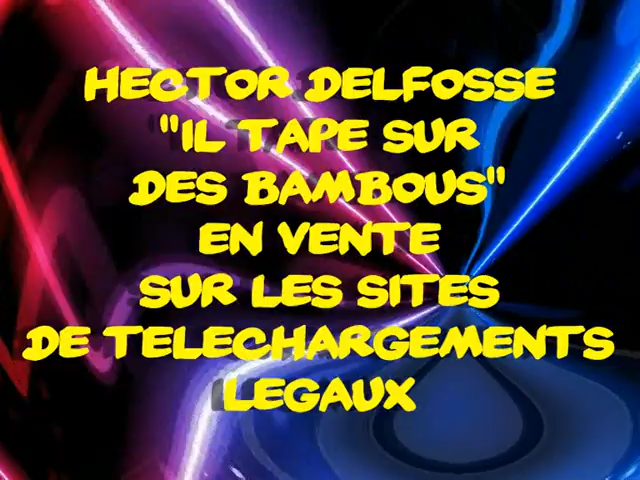 HECTOR DELFOSSE
"IL TAPE SUR
DES BAMBOUS"
EN VENTE
SUR LES SITES
DE TELECHARGEMENTS
LEGAUX